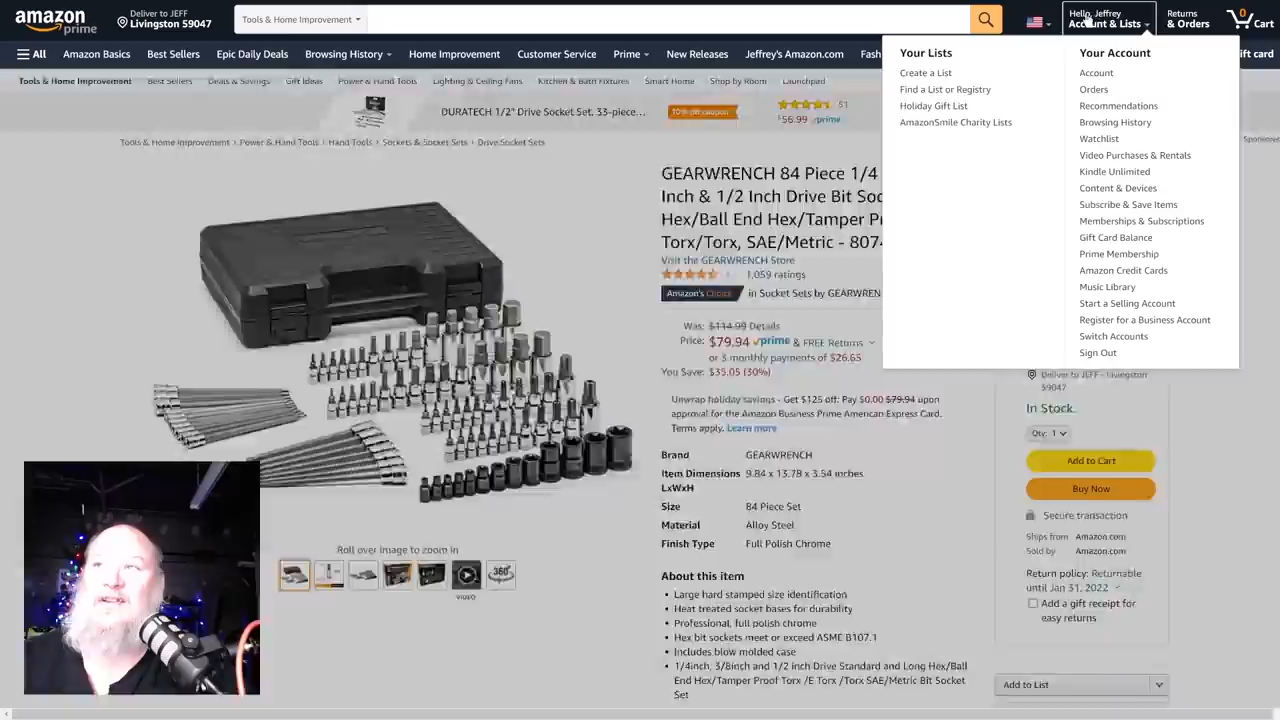 amazon
prime
Deliver to JEFF
Livingston 59047
Tools & Home Improvement
Hello, Jeffrey
Account & Lists
Returns
& Orders
0
Cart
All
Amazon Basics
Best Sellers
Epic Daily Deals
Browsing History
Home Improvement
Customer Service
Prime
New Releases
Jeffrey's Amazon.com
Fash
ift card
Tools & Home Improvement
Best Sellers
Deals & Savings
Gift Ideas
Power & Hand Tools
Lighting & Ceiling Fans
Kitchen & Bath Fixtures
Smart Home
Shop by Room
Launchpad
DURATECH 1/2" Drive Socket Set, 33-piece...
10% off coupon
51
$56.99 prime
Sponsored
Tools & Home Improvement › Power & Hand Tools › Hand Tools › Sockets & Socket Sets › Drive Socket Sets
Your Lists
Create a List
Find a List or Registry
Holiday Gift List
AmazonSmile Charity Lists
Your Account
Account
Orders
Recommendations
Browsing History
Watchlist
Video Purchases & Rentals
Kindle Unlimited
Content & Devices
Subscribe & Save Items
Memberships & Subscriptions
Gift Card Balance
Prime Membership
Amazon Credit Cards
Music Library
Start a Selling Account
Register for a Business Account
Switch Accounts
Sign Out
GEARWRENCH 84 Piece 1/4
Inch & 1/2 Inch Drive Bit Soc
Hex/Ball End Hex/Tamper Pr
Torx/Torx, SAE/Metric - 8074
Visit the GEARWRENCH Store
1,059 ratings
Amazon's Choice in Socket Sets by GEARWREN
Was: $114.99 Details
Price: $79.94 prime & FREE Returns
or 3 monthly payments of $26.65
You Save: $35.05 (30%)
Unwrap holiday savings - Get $125 off: Pay $0.00 $79.94 upon
approval for the Amazon Business Prime American Express Card.
Terms apply. Learn more
Brand GEARWRENCH
Item Dimensions 9.84 x 13.78 x 3.54 inches
LxWxH
Size 84 Piece Set
Material Alloy Steel
Finish Type Full Polish Chrome
About this item
• Large hard stamped size identification
• Heat treated socket bases for durability
• Professional, full polish chrome
• Hex bit sockets meet or exceed ASME B107.1
• Includes blow molded case
• 1/4inch, 3/8inch and 1/2 inch Drive Standard and Long Hex/Ball
End Hex/Tamper Proof Torx /E Torx /Torx SAE/Metric Bit Socket
Set
Roll over image to zoom in
VIDEO
360°
Deliver to JEFF - Livingston
59047
In Stock.
Qty: 1
Add to Cart
Buy Now
Secure transaction
Ships from Amazon.com
Sold by Amazon.com
Return policy: Returnable
until Jan 31, 2022
Add a gift receipt for
easy returns
Add to List